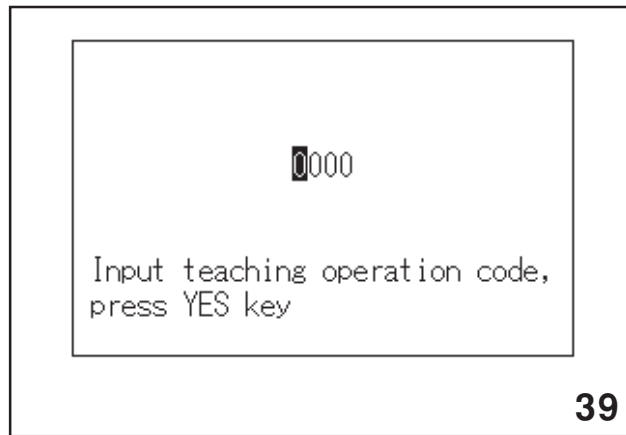 0000
Input teaching operation code,
press YES key
39